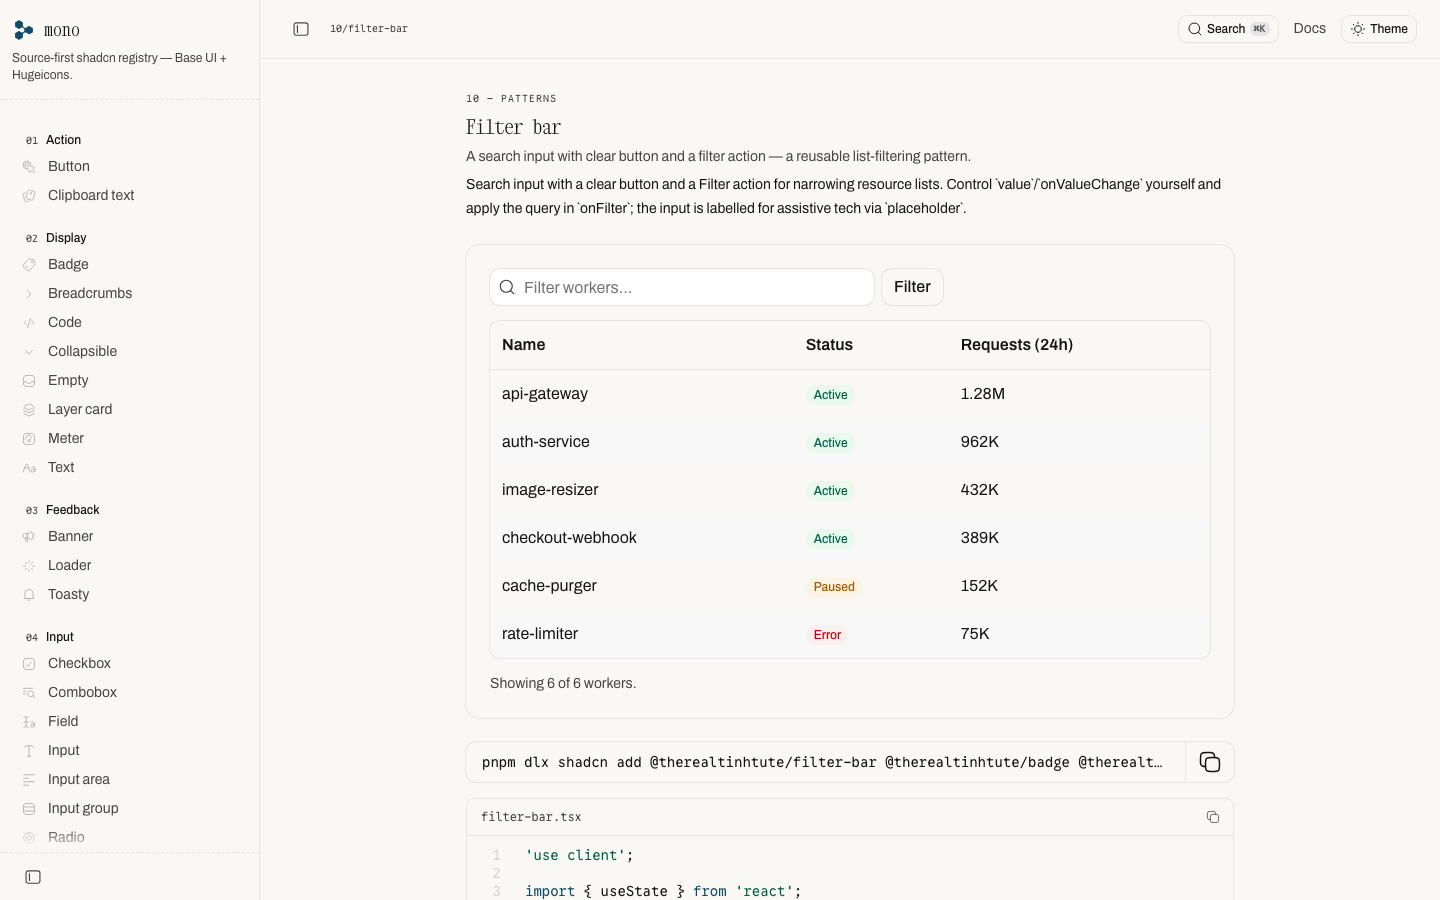 mono
Source-first shadcn registry — Base UI +
Hugeicons.
01 Action
Button
Clipboard text
02 Display
Badge
Breadcrumbs
Code
Collapsible
Empty
Layer card
Meter
Aa Text
03 Feedback
Banner
Loader
Toasty
04 Input
Checkbox
Combobox
Field
Input
Input area
Input group
Radio
10/filter-bar
Search ⌘K
Docs
Theme
10 — PATTERNS
Filter bar
A search input with clear button and a filter action — a reusable list-filtering pattern.
Search input with a clear button and a Filter action for narrowing resource lists. Control `value`/`onValueChange` yourself and
apply the query in `onFilter`; the input is labelled for assistive tech via `placeholder`.
Filter workers...
Filter
Name Status Requests (24h)
api-gateway Active 1.28M
auth-service Active 962K
image-resizer Active 432K
checkout-webhook Active 389K
cache-purger Paused 152K
rate-limiter Error 75K
Showing 6 of 6 workers.
pnpm dlx shadcn add @therealtinhtute/filter-bar @therealtinhtute/badge @therealt…
filter-bar.tsx
1 'use client';
2
3 import { useState } from 'react';